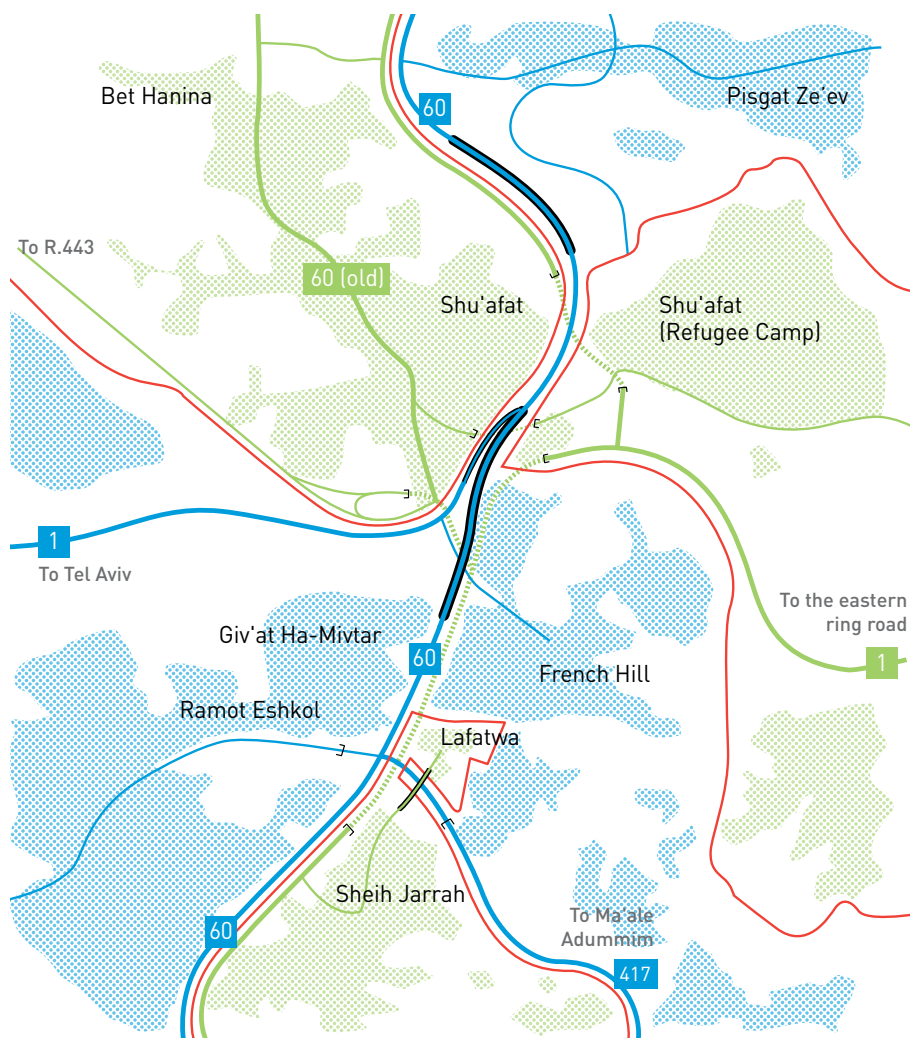 Bet Hanina
60
Pisgat Ze'ev
To R.443
60 (old)
Shu'afat
Shu'afat
(Refugee Camp)
1
To Tel Aviv
To the eastern
ring road
1
Giv'at Ha-Mivtar
60
French Hill
Ramot Eshkol
Lafatwa
Sheih Jarrah
60
To Ma'ale
Adummim
417